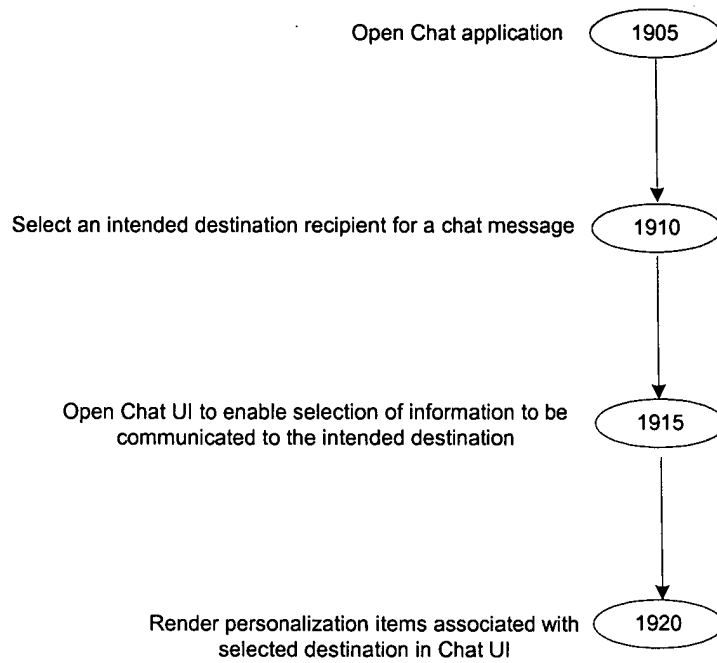 Open Chat application 1905
Select an intended destination recipient for a chat message 1910
Open Chat UI to enable selection of information to be
communicated to the intended destination
1915
Render personalization items associated with
selected destination in Chat UI
1920